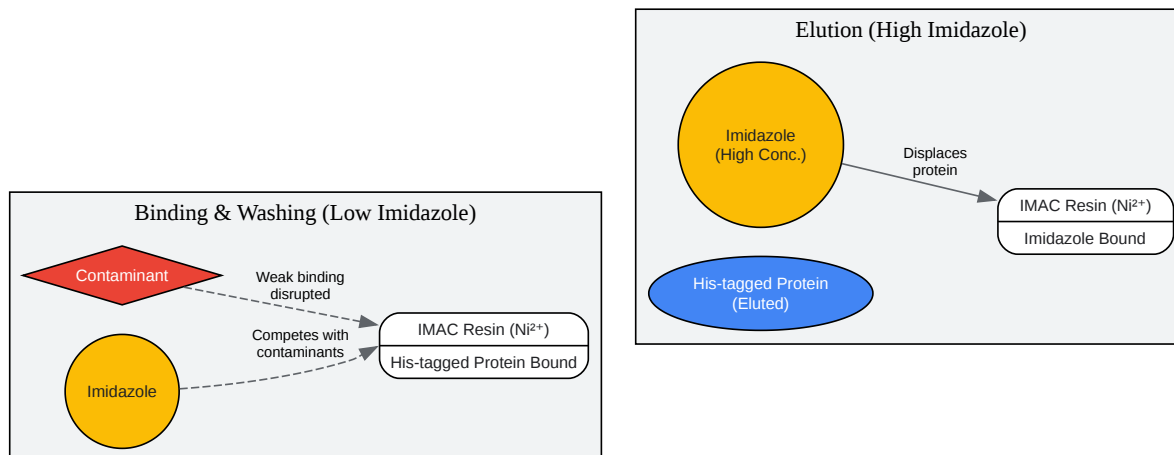 Binding & Washing (Low Imidazole)
Contaminant
Weak binding
disrupted
Competes with
contaminants
Imidazole
IMAC Resin (Ni²⁺)
His-tagged Protein Bound
Elution (High Imidazole)
Imidazole
(High Conc.)
Displaces
protein
IMAC Resin (Ni²⁺)
Imidazole Bound
His-tagged Protein
(Eluted)